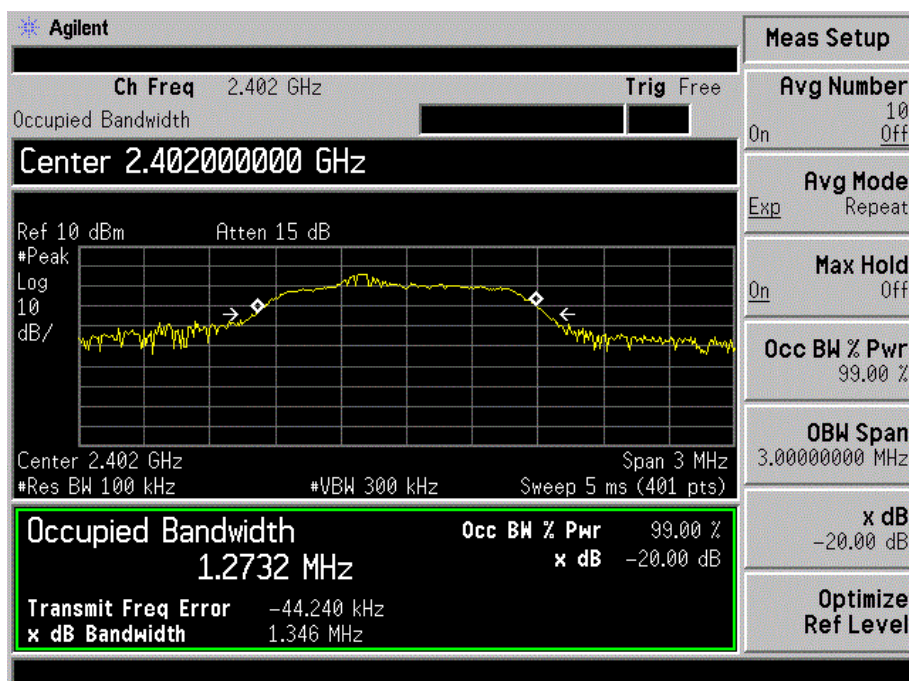 Agilent
Meas Setup
Ch Freq 2.402 GHz Trig Free
Occupied Bandwidth
Center 2.402000000 GHz
Ref 10 dBm Atten 15 dB
#Peak
Log
10
dB/
Center 2.402 GHz Span 3 MHz
#Res BW 100 kHz #VBW 300 kHz Sweep 5 ms (401 pts)
Occupied Bandwidth Occ BW % Pwr 99.00 %
1.2732 MHz x dB -20.00 dB
Transmit Freq Error -44.240 kHz
x dB Bandwidth 1.346 MHz
Avg Number
10
On Off
Avg Mode
Exp Repeat
Max Hold
On Off
Occ BW % Pwr
99.00 %
OBW Span
3.00000000 MHz
x dB
-20.00 dB
Optimize
Ref Level